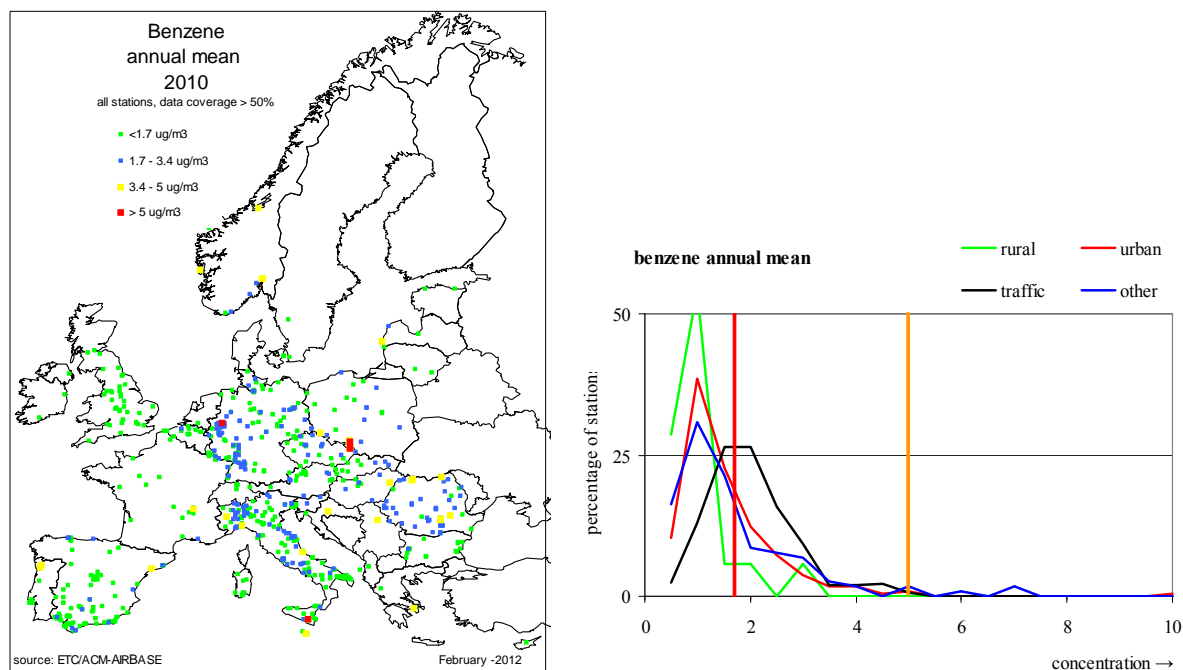 Benzene
annual mean
2010
all stations, data coverage > 50%
<1.7 ug/m3
1.7 - 3.4 ug/m3
3.4 - 5 ug/m3
> 5 ug/m3
source: ETC/ACM-AIRBASE
February -2012
benzene annual mean
rural
urban
traffic
other
percentage of station:
50
25
0
0
2
4
6
8
10
concentration →